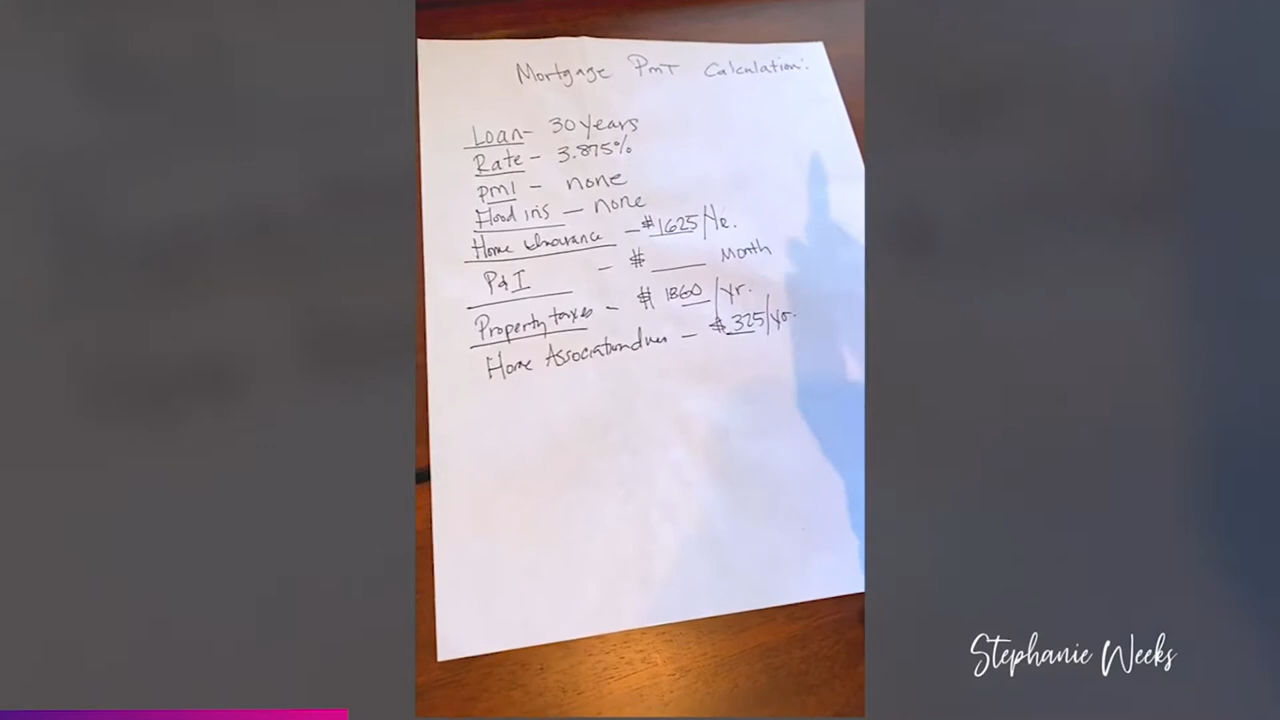 Mortgage Pmt Calculation:
Loan- 30 years
Rate - 3.875%
pmi - none
Flood ins - none
Home Insurance - $1625/Yr.
P&I - $ ____ Month
Property taxes - $ 1860/yr.
Home Association dues - $325/yr.
Stephanie Weeks